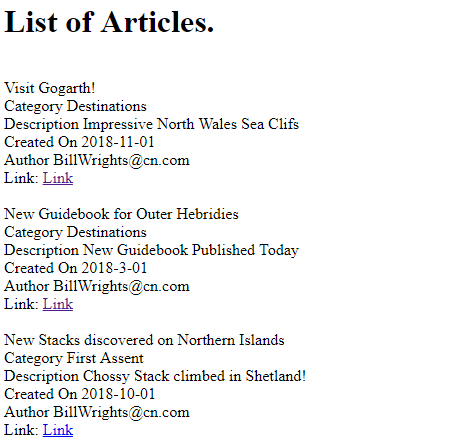 List of Articles.
Visit Gogarth!
Category Destinations
Description Impressive North Wales Sea Clifs
Created On 2018-11-01
Author BillWrights@cn.com
Link: Link
New Guidebook for Outer Hebridies
Category Destinations
Description New Guidebook Published Today
Created On 2018-3-01
Author BillWrights@cn.com
Link: Link
New Stacks discovered on Northern Islands
Category First Assent
Description Chossy Stack climbed in Shetland!
Created On 2018-10-01
Author BillWrights@cn.com
Link: Link